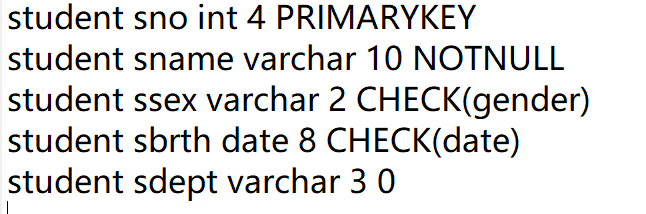 student sno int 4 PRIMARYKEY
student sname varchar 10 NOTNULL
student ssex varchar 2 CHECK(gender)
student sbrth date 8 CHECK(date)
student sdept varchar 3 0